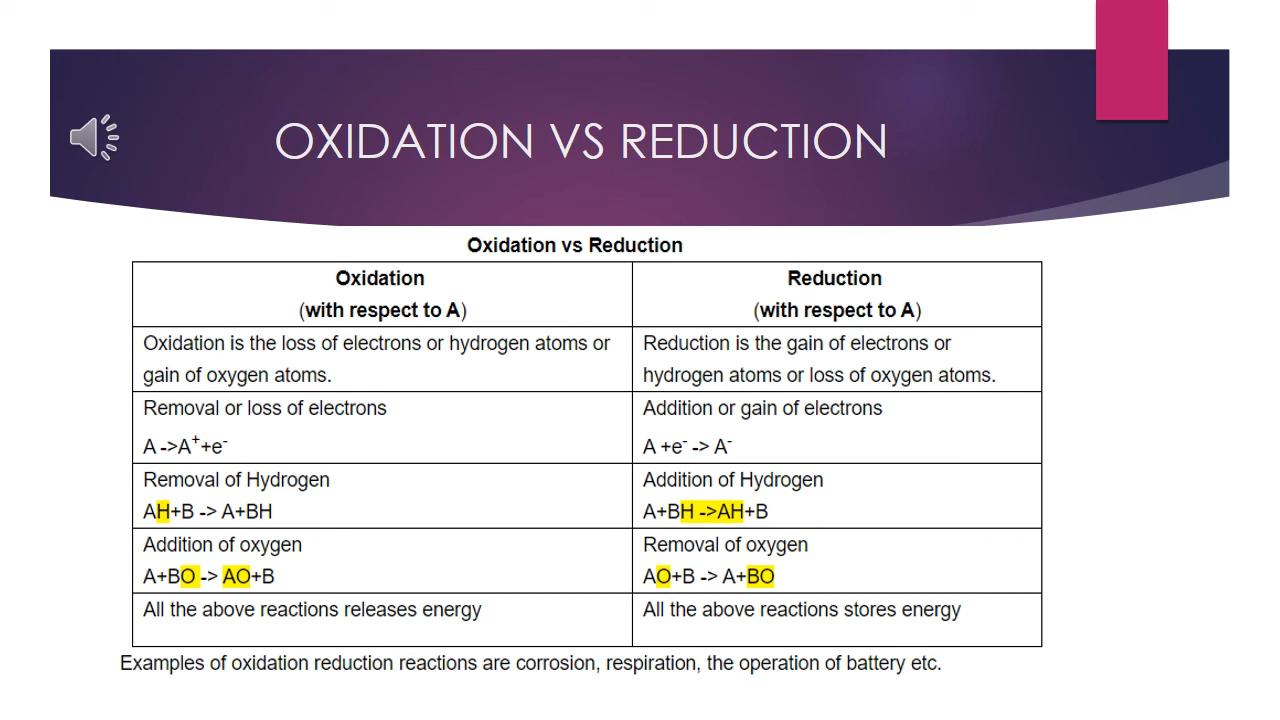 OXIDATION VS REDUCTION
Oxidation vs Reduction
Oxidation
(with respect to A)
Reduction
(with respect to A)
Oxidation is the loss of electrons or hydrogen atoms or
gain of oxygen atoms.
Reduction is the gain of electrons or
hydrogen atoms or loss of oxygen atoms.
Removal or loss of electrons
A ->A⁺+e⁻
Addition or gain of electrons
A +e⁻ -> A⁻
Removal of Hydrogen
AH+B -> A+BH
Addition of Hydrogen
A+BH ->AH+B
Addition of oxygen
A+BO -> AO+B
Removal of oxygen
AO+B -> A+BO
All the above reactions releases energy
All the above reactions stores energy
Examples of oxidation reduction reactions are corrosion, respiration, the operation of battery etc.